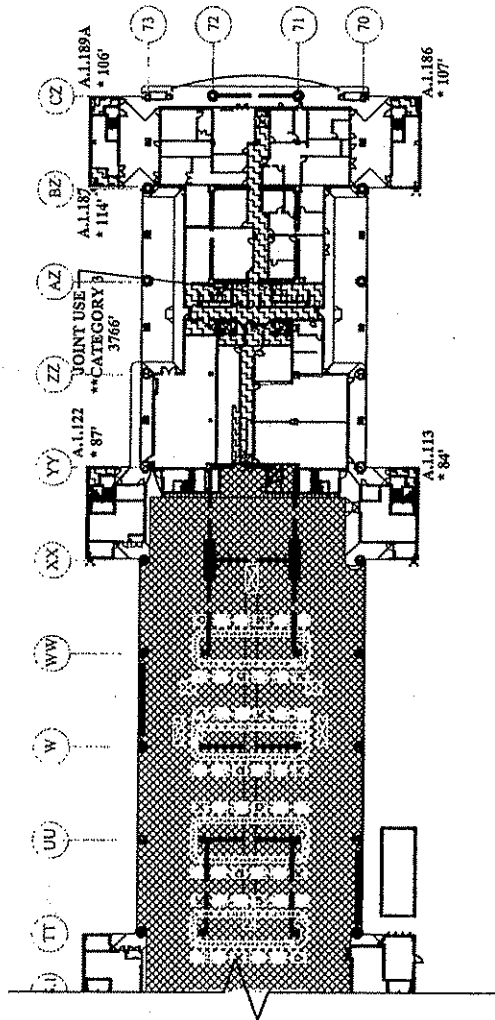 73
72
71
70
A.1.189A
* 106'
A.1.186
* 107'
CZ
BZ
A.1.187
* 114'
AZ
JOINT USE
**CATEGORY 3
3766'
ZZ
A.1.122
* 87'
YY
A.1.113
* 84'
XX
WW
W
UU
TT